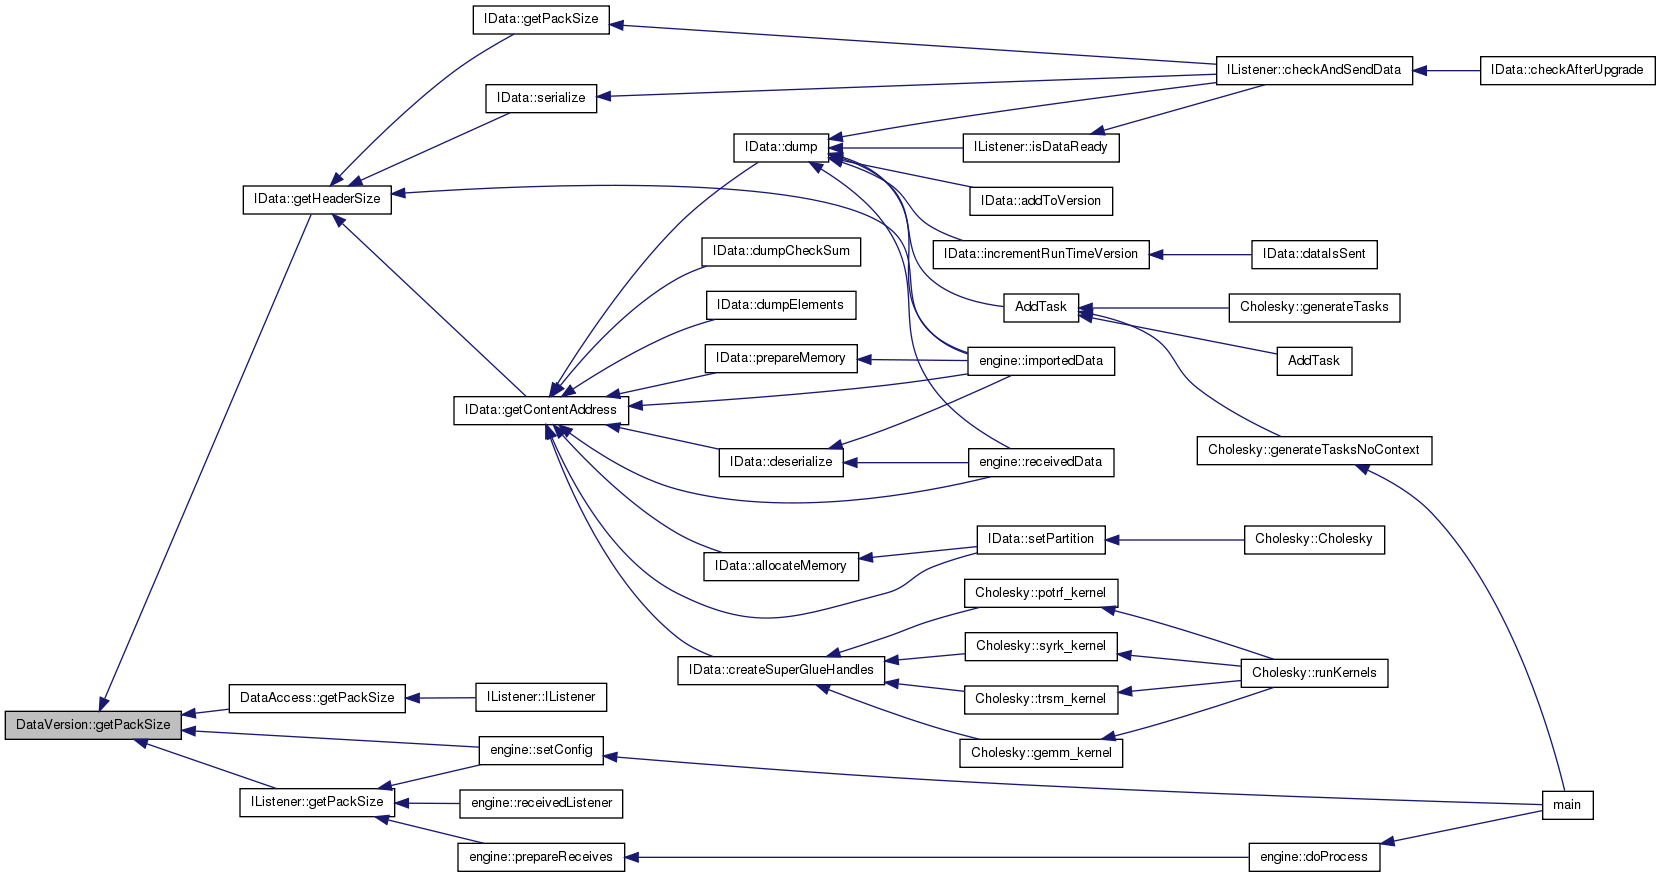 IData::getPackSize
IListener::checkAndSendData
IData::checkAfterUpgrade
IData::serialize
IData::dump
IListener::isDataReady
IData::getHeaderSize
IData::addToVersion
IData::dumpCheckSum
IData::incrementRunTimeVersion
IData::dataIsSent
IData::dumpElements
AddTask
Cholesky::generateTasks
IData::prepareMemory
engine::importedData
AddTask
IData::getContentAddress
IData::deserialize
engine::receivedData
Cholesky::generateTasksNoContext
IData::setPartition
Cholesky::Cholesky
IData::allocateMemory
Cholesky::potrf_kernel
Cholesky::syrk_kernel
IData::createSuperGlueHandles
Cholesky::runKernels
DataAccess::getPackSize
IListener::IListener
Cholesky::trsm_kernel
DataVersion::getPackSize
engine::setConfig
Cholesky::gemm_kernel
IListener::getPackSize
engine::receivedListener
main
engine::prepareReceives
engine::doProcess